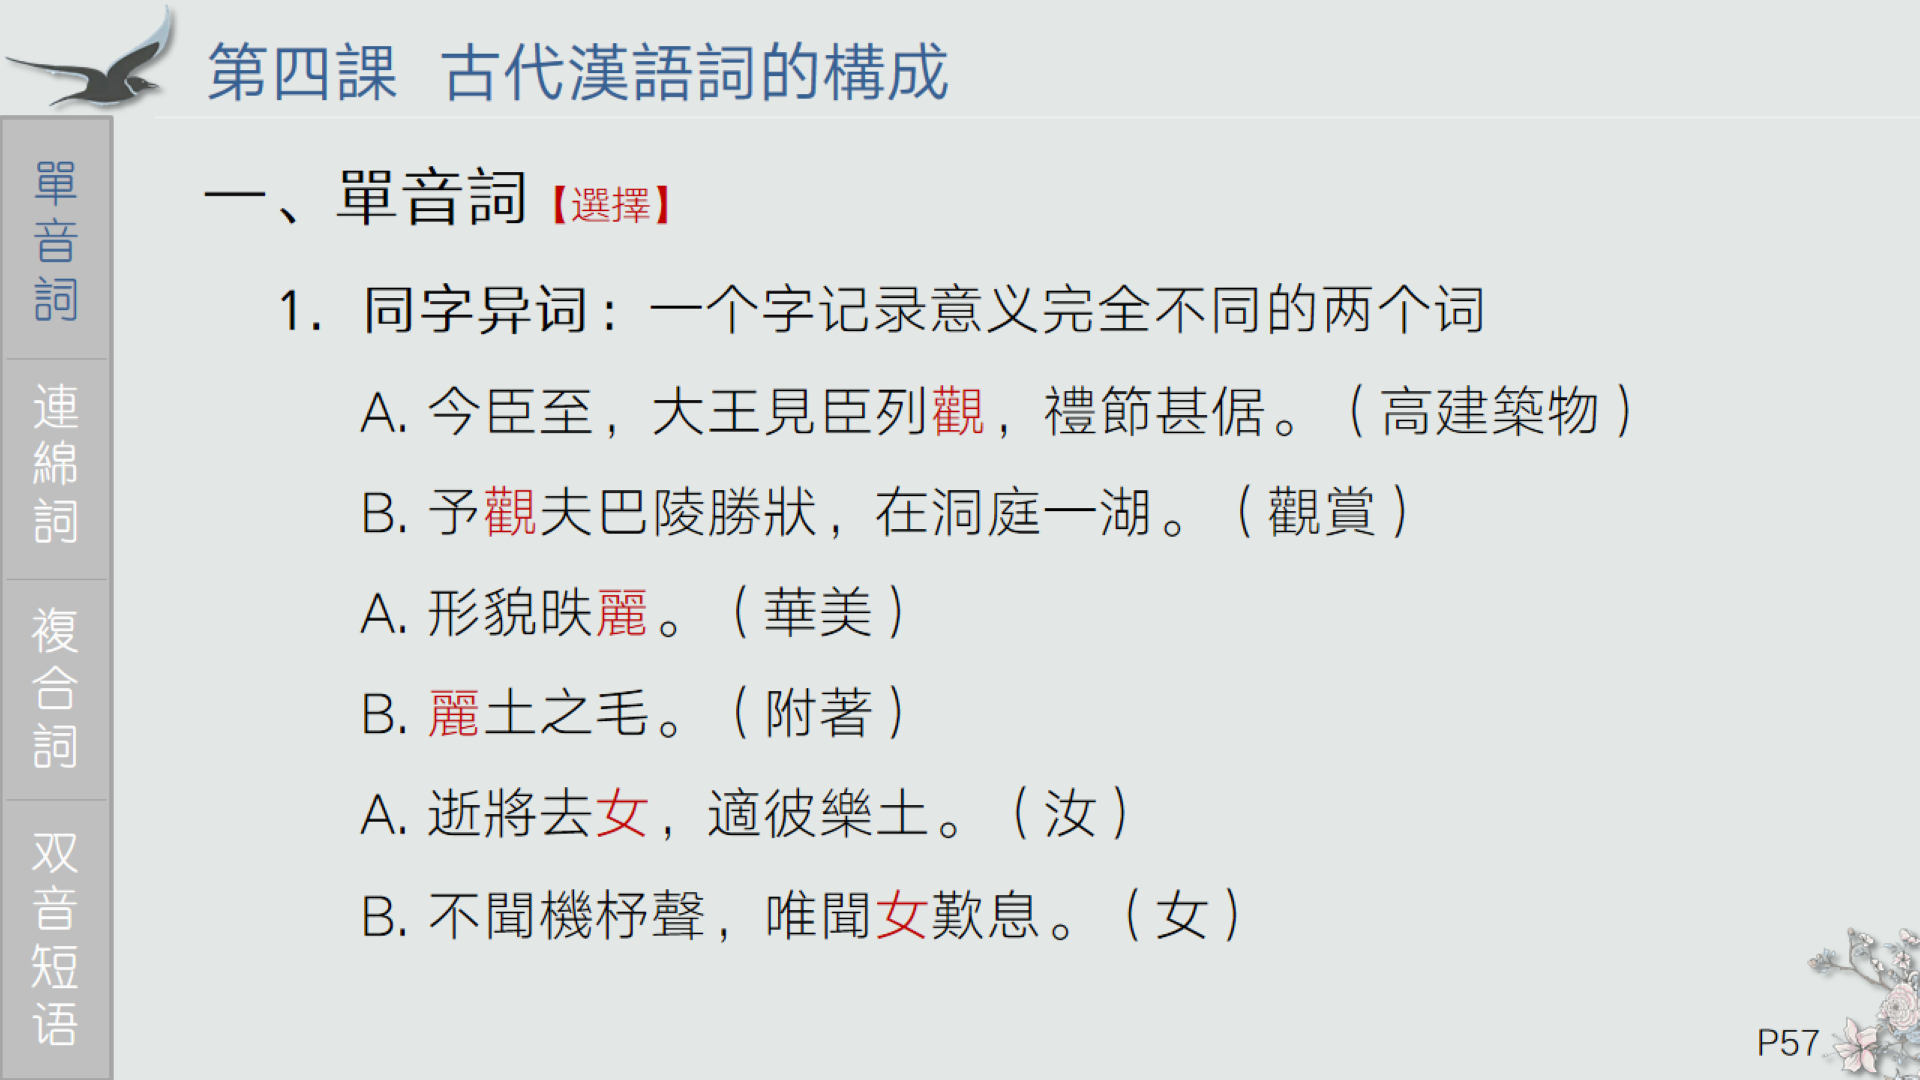 第四課 古代漢語詞的構成
單音詞
連綿詞
複合詞
双音短语
一、單音詞【選擇】
1. 同字异词：一个字记录意义完全不同的两个词
A. 今臣至，大王見臣列觀，禮節甚倨。（高建築物）
B. 予觀夫巴陵勝狀，在洞庭一湖。（觀賞）
A. 形貌昳麗。（華美）
B. 麗土之毛。（附著）
A. 逝將去女，適彼樂土。（汝）
B. 不聞機杼聲，唯聞女歎息。（女）
P57